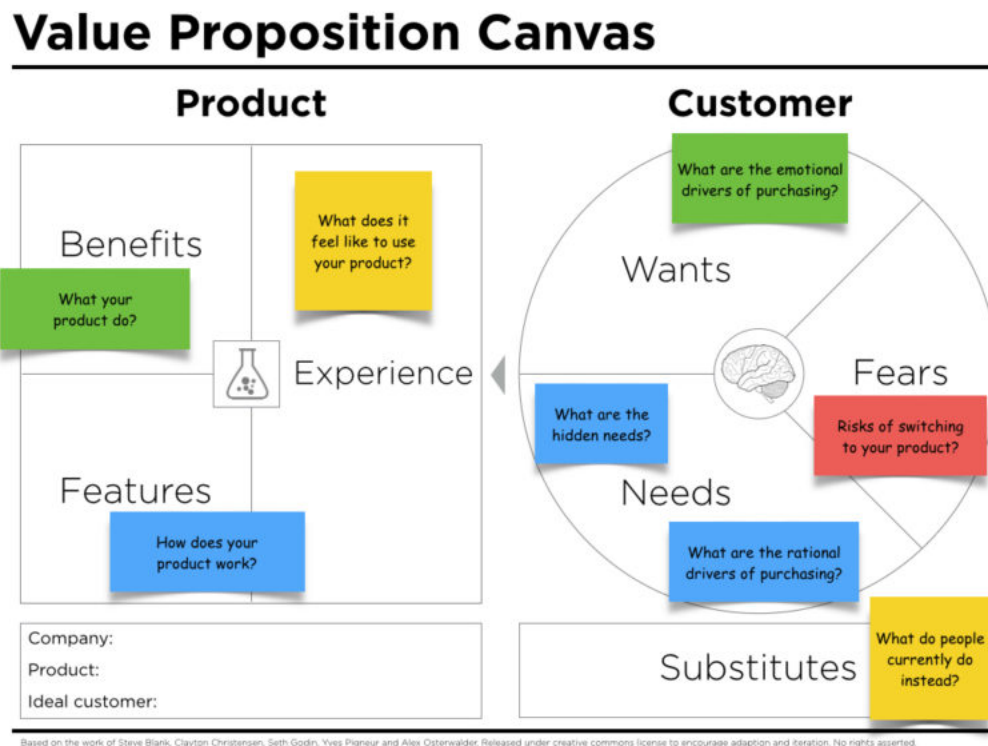 Value Proposition Canvas
Product
Benefits
What your
product do?
What does it
feel like to use
your product?
Experience
Features
How does your
product work?
Company:
Product:
Ideal customer:
Customer
What are the emotional
drivers of purchasing?
Wants
Fears
Risks of switching
to your product?
What are the
hidden needs?
Needs
What are the rational
drivers of purchasing?
Substitutes
What do people
currently do
instead?
Based on the work of Steve Blank, Clayton Christensen, Seth Godin, Yves Pigneur and Alex Osterwalder. Released under creative commons license to encourage adaption and iteration. No rights asserted.